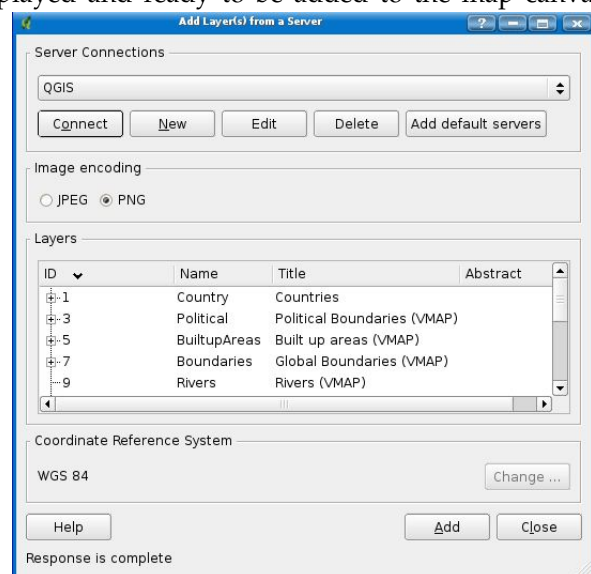 and ready to be added to the map
Add Layer(s) from a Server
Server Connections
QGIS
Connect New Edit Delete Add default servers
Image encoding
JPEG PNG
Layers
ID Name Title Abstract
1 Country Countries
3 Political Political Boundaries (VMAP)
5 BuiltupAreas Built up areas (VMAP)
7 Boundaries Global Boundaries (VMAP)
9 Rivers Rivers (VMAP)
Coordinate Reference System
WGS 84 Change ...
Help Add Close
Response is complete